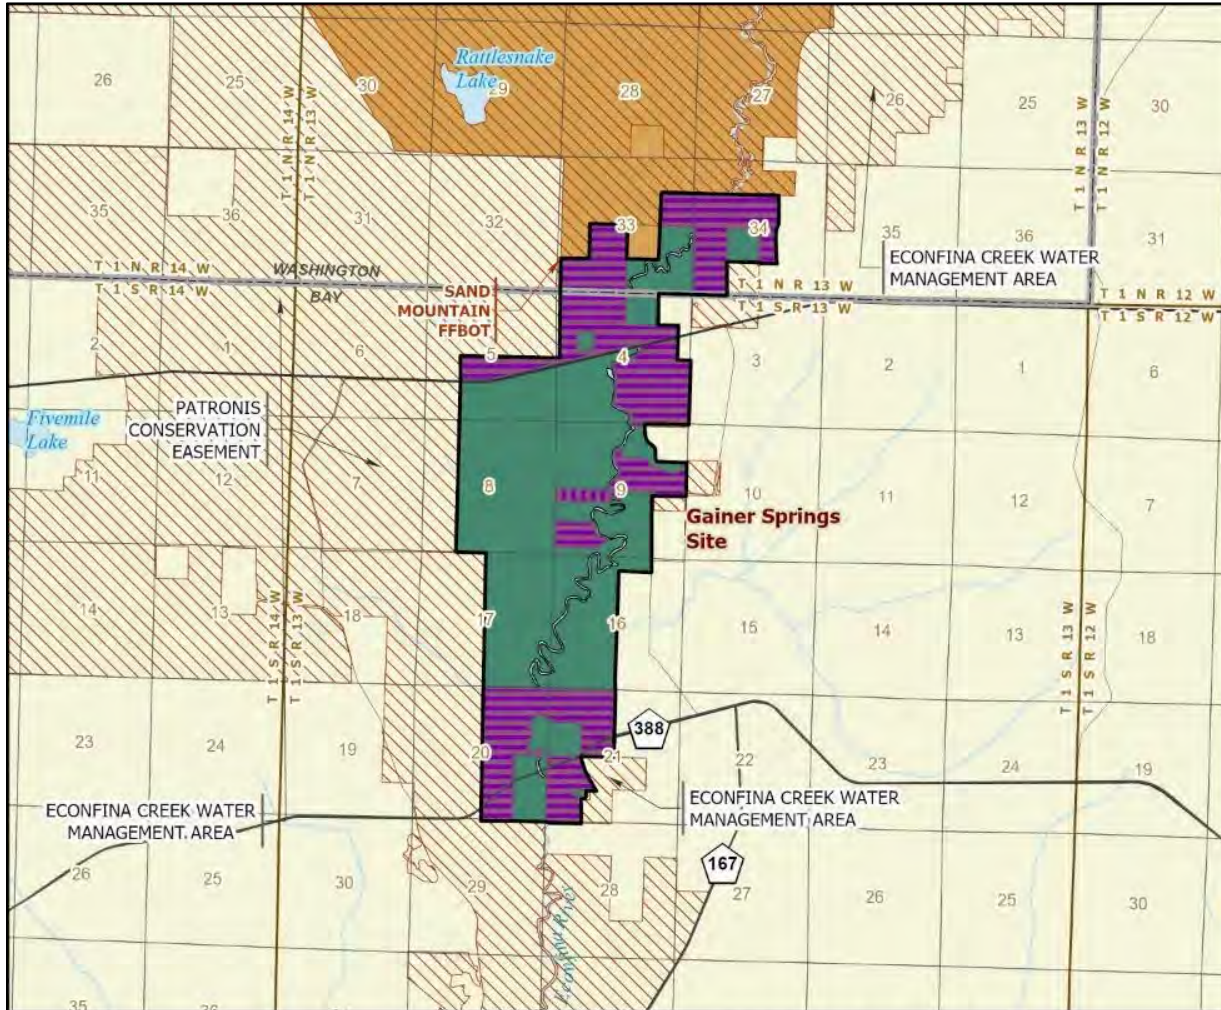 Rattlesnake
Lake
26
25
30
29
28
27
26
25
30
T 1 N R 14 W
T 1 N R 13 W
T 1 N R 13 W
T 1 N R 12 W
35
36
31
32
33
34
35
36
31
ECONFINA CREEK WATER
MANAGEMENT AREA
T 1 N R 14 W
T 1 S R 14 W
WASHINGTON
BAY
SAND
MOUNTAIN
FFBOT
T 1 N R 13 W
T 1 S R 13 W
T 1 N R 12 W
T 1 S R 12 W
2
1
6
5
4
3
2
1
6
PATRONIS
CONSERVATION
EASEMENT
Fivemile
Lake
11
12
7
8
9
10
11
12
7
Gainer Springs
Site
14
13
18
17
16
15
14
13
18
T 1 S R 14 W
T 1 S R 13 W
T 1 S R 13 W
T 1 S R 12 W
388
23
24
19
20
21
22
23
24
19
ECONFINA CREEK WATER
MANAGEMENT AREA
ECONFINA CREEK WATER
MANAGEMENT AREA
167
26
25
30
29
28
27
26
25
30
Econfina River
35
36